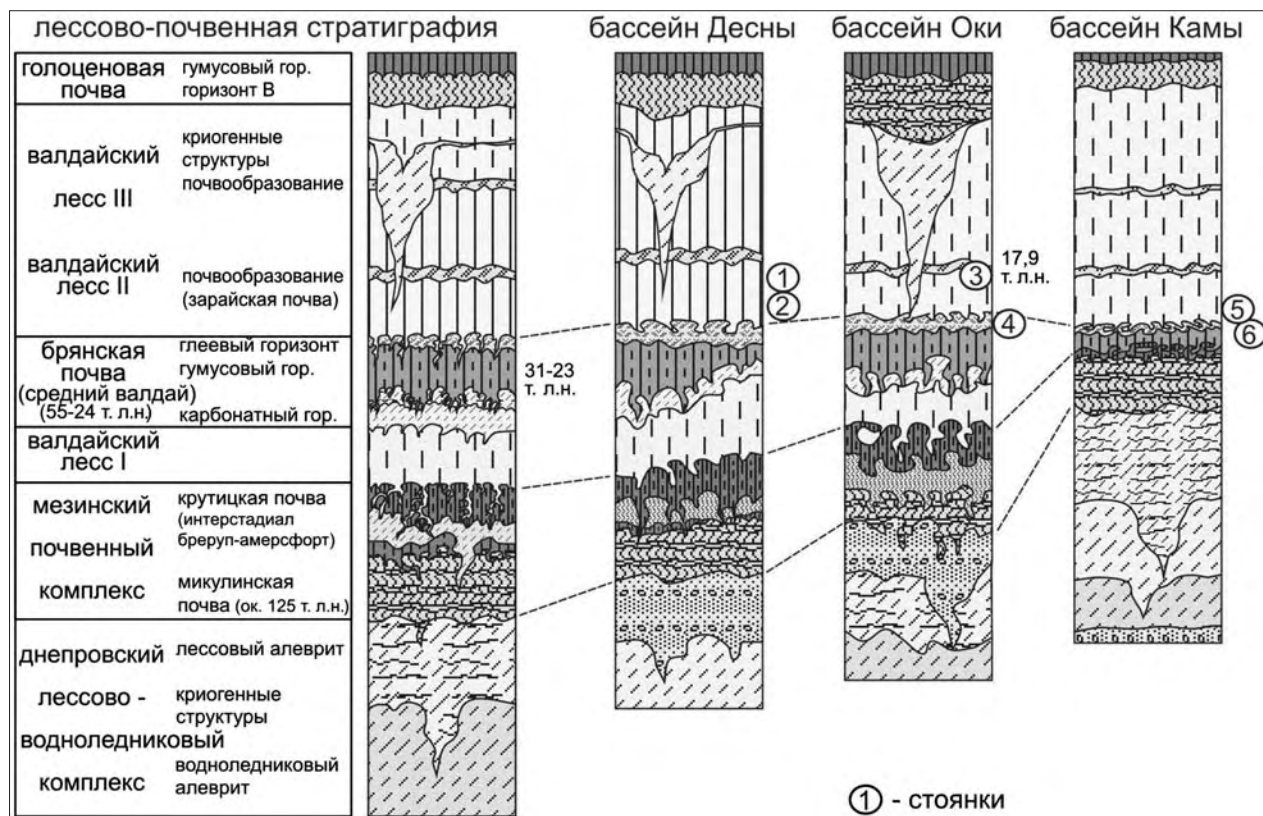 лессово-почвенная стратиграфия
бассейн Десны
бассейн Оки
бассейн Камы
голоценовая
почва
гумусовый гор.
горизонт В
валдайский
лесс III
криогенные
структуры
почвообразование
валдайский
лесс II
почвообразование
(зарайская почва)
брянская
почва
(средний валдай)
(55-24 т. л.н.)
глеевый горизонт
гумусовый гор.
карбонатный гор.
валдайский
лесс I
мезинский
почвенный
комплекс
крутицкая почва
(интерстадиал
бреруп-амерсфорт)
микулинская
почва (ок. 125 т. л.н.)
днепровский
лессово -
водноледниковый
комплекс
лессовый алеврит
криогенные
структуры
водноледниковый
алеврит
31-23
т. л.н.
1
2
3
17,9
т. л.н.
4
5
6
1 - стоянки